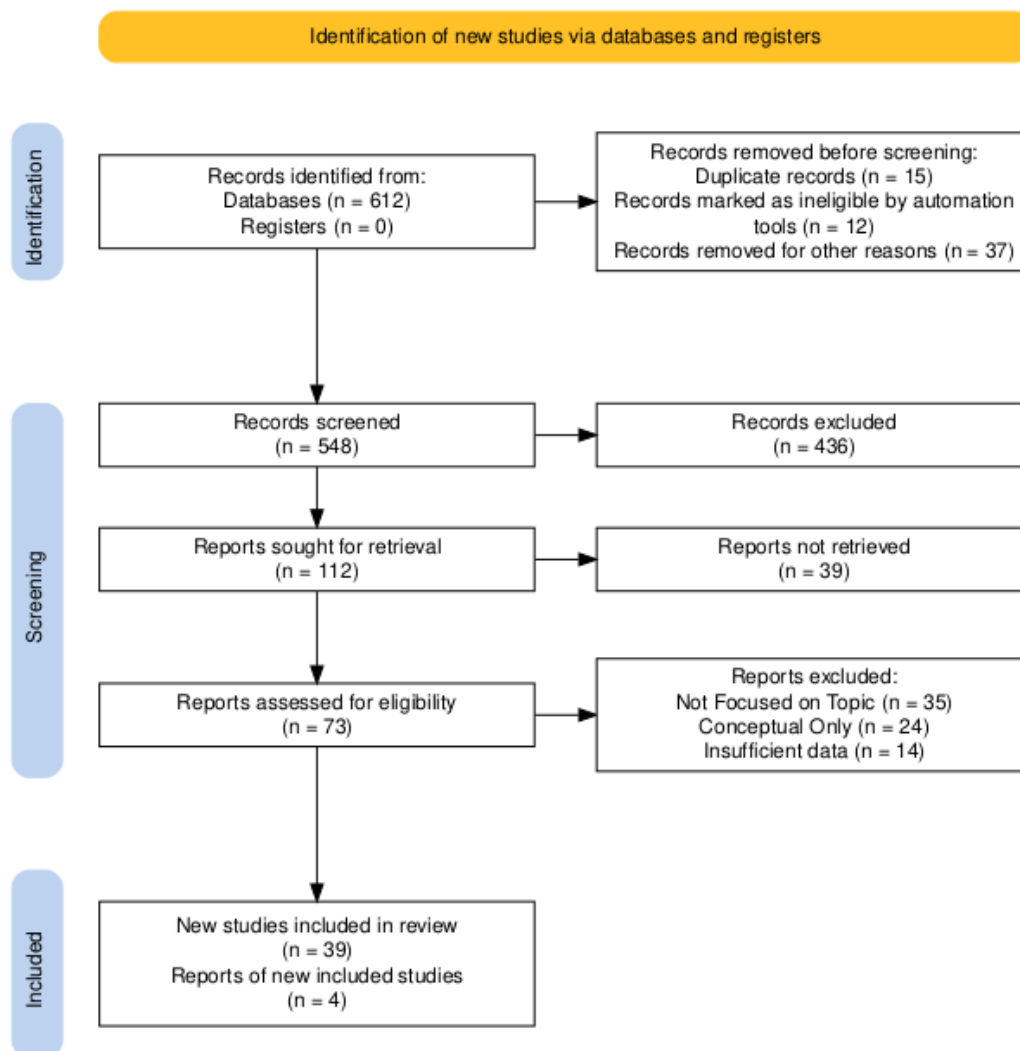 Identification of new studies via databases and registers
Identification
Records identified from:
Databases (n = 612)
Registers (n = 0)
Records removed before screening:
Duplicate records (n = 15)
Records marked as ineligible by automation
tools (n = 12)
Records removed for other reasons (n = 37)
Screening
Records screened
(n = 548)
Records excluded
(n = 436)
Reports sought for retrieval
(n = 112)
Reports not retrieved
(n = 39)
Reports assessed for eligibility
(n = 73)
Reports excluded:
Not Focused on Topic (n = 35)
Conceptual Only (n = 24)
Insufficient data (n = 14)
Included
New studies included in review
(n = 39)
Reports of new included studies
(n = 4)